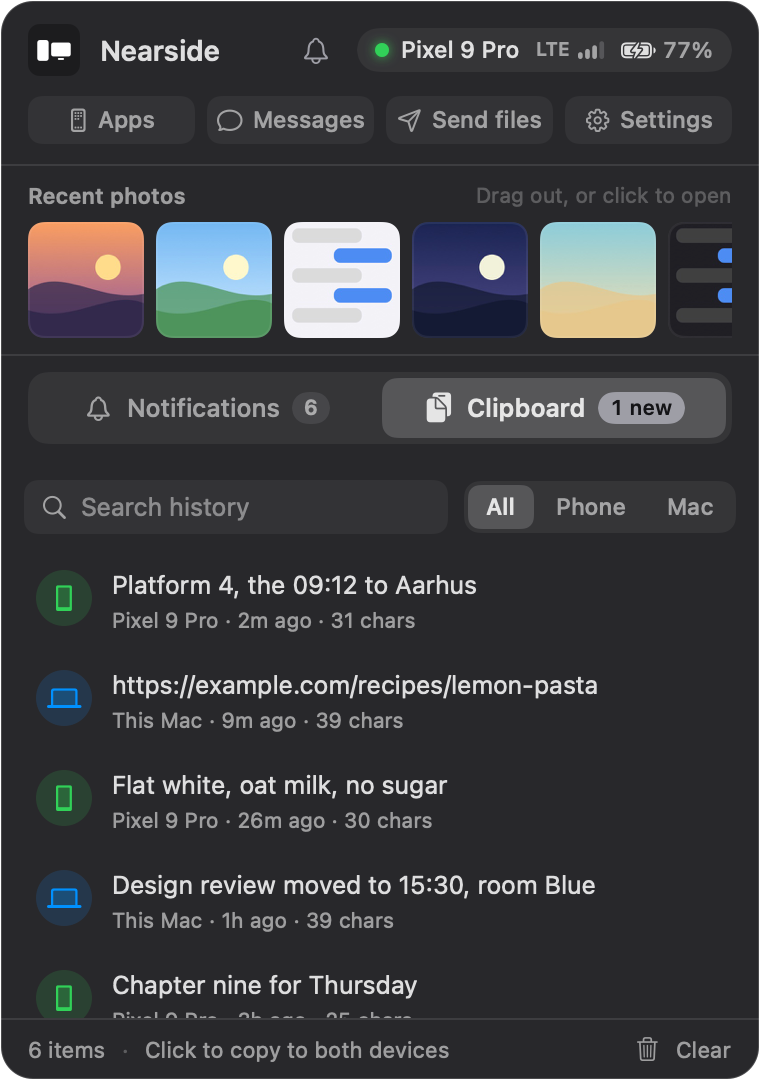 Nearside
Pixel 9 Pro LTE 77%
Apps Messages Send files Settings
Recent photos Drag out, or click to open
Notifications 6 Clipboard 1 new
Search history All Phone Mac
Platform 4, the 09:12 to Aarhus
Pixel 9 Pro · 2m ago · 31 chars
https://example.com/recipes/lemon-pasta
This Mac · 9m ago · 39 chars
Flat white, oat milk, no sugar
Pixel 9 Pro · 26m ago · 30 chars
Design review moved to 15:30, room Blue
This Mac · 1h ago · 39 chars
Chapter nine for Thursday
6 items · Click to copy to both devices Clear